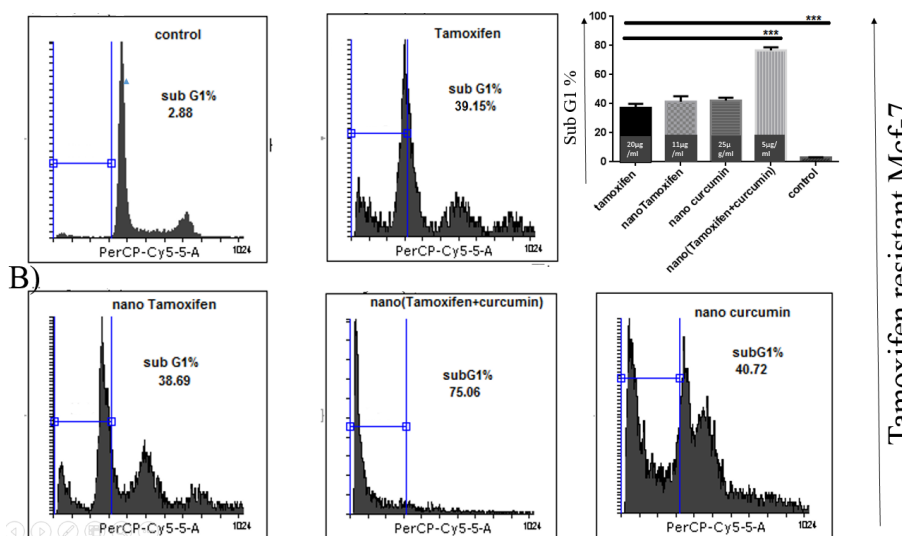 control
sub G1%
2.88
PerCP-Cy5-5-A
1024
Tamoxifen
sub G1%
39.15%
PerCP-Cy5-5-A
1024
Sub G1 %
100
80
60
40
20
0
***
***
20µg
/ml
11µg
/ml
25µ
g/ml
5µg/
ml
tamoxifen
nanoTamoxifen
nano curcumin
nano(Tamoxifen+curcumin)
control
Tamoxifen resistant Mcf-7
B)
nano Tamoxifen
sub G1%
38.69
PerCP-Cy5-5-A
1024
nano(Tamoxifen+curcumin)
subG1%
75.06
PerCP-Cy5-5-A
1024
nano curcumin
subG1%
40.72
PerCP-Cy5-5-A
1024